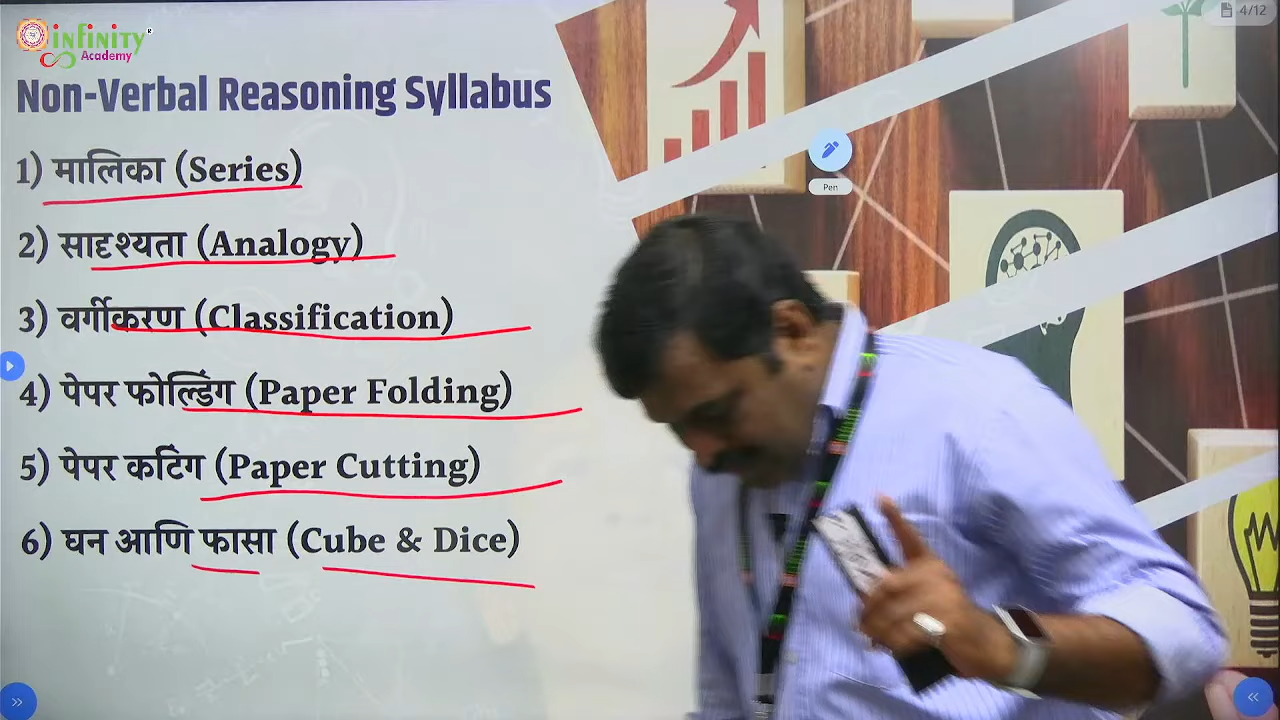 infinity
Academy
4/12
Non-Verbal Reasoning Syllabus
1) मालिका (Series)
2) सादृश्यता (Analogy)
3) वर्गीकरण (Classification)
4) पेपर फोल्डिंग (Paper Folding)
5) पेपर कटिंग (Paper Cutting)
6) घन आणि फासा (Cube & Dice)
Pen